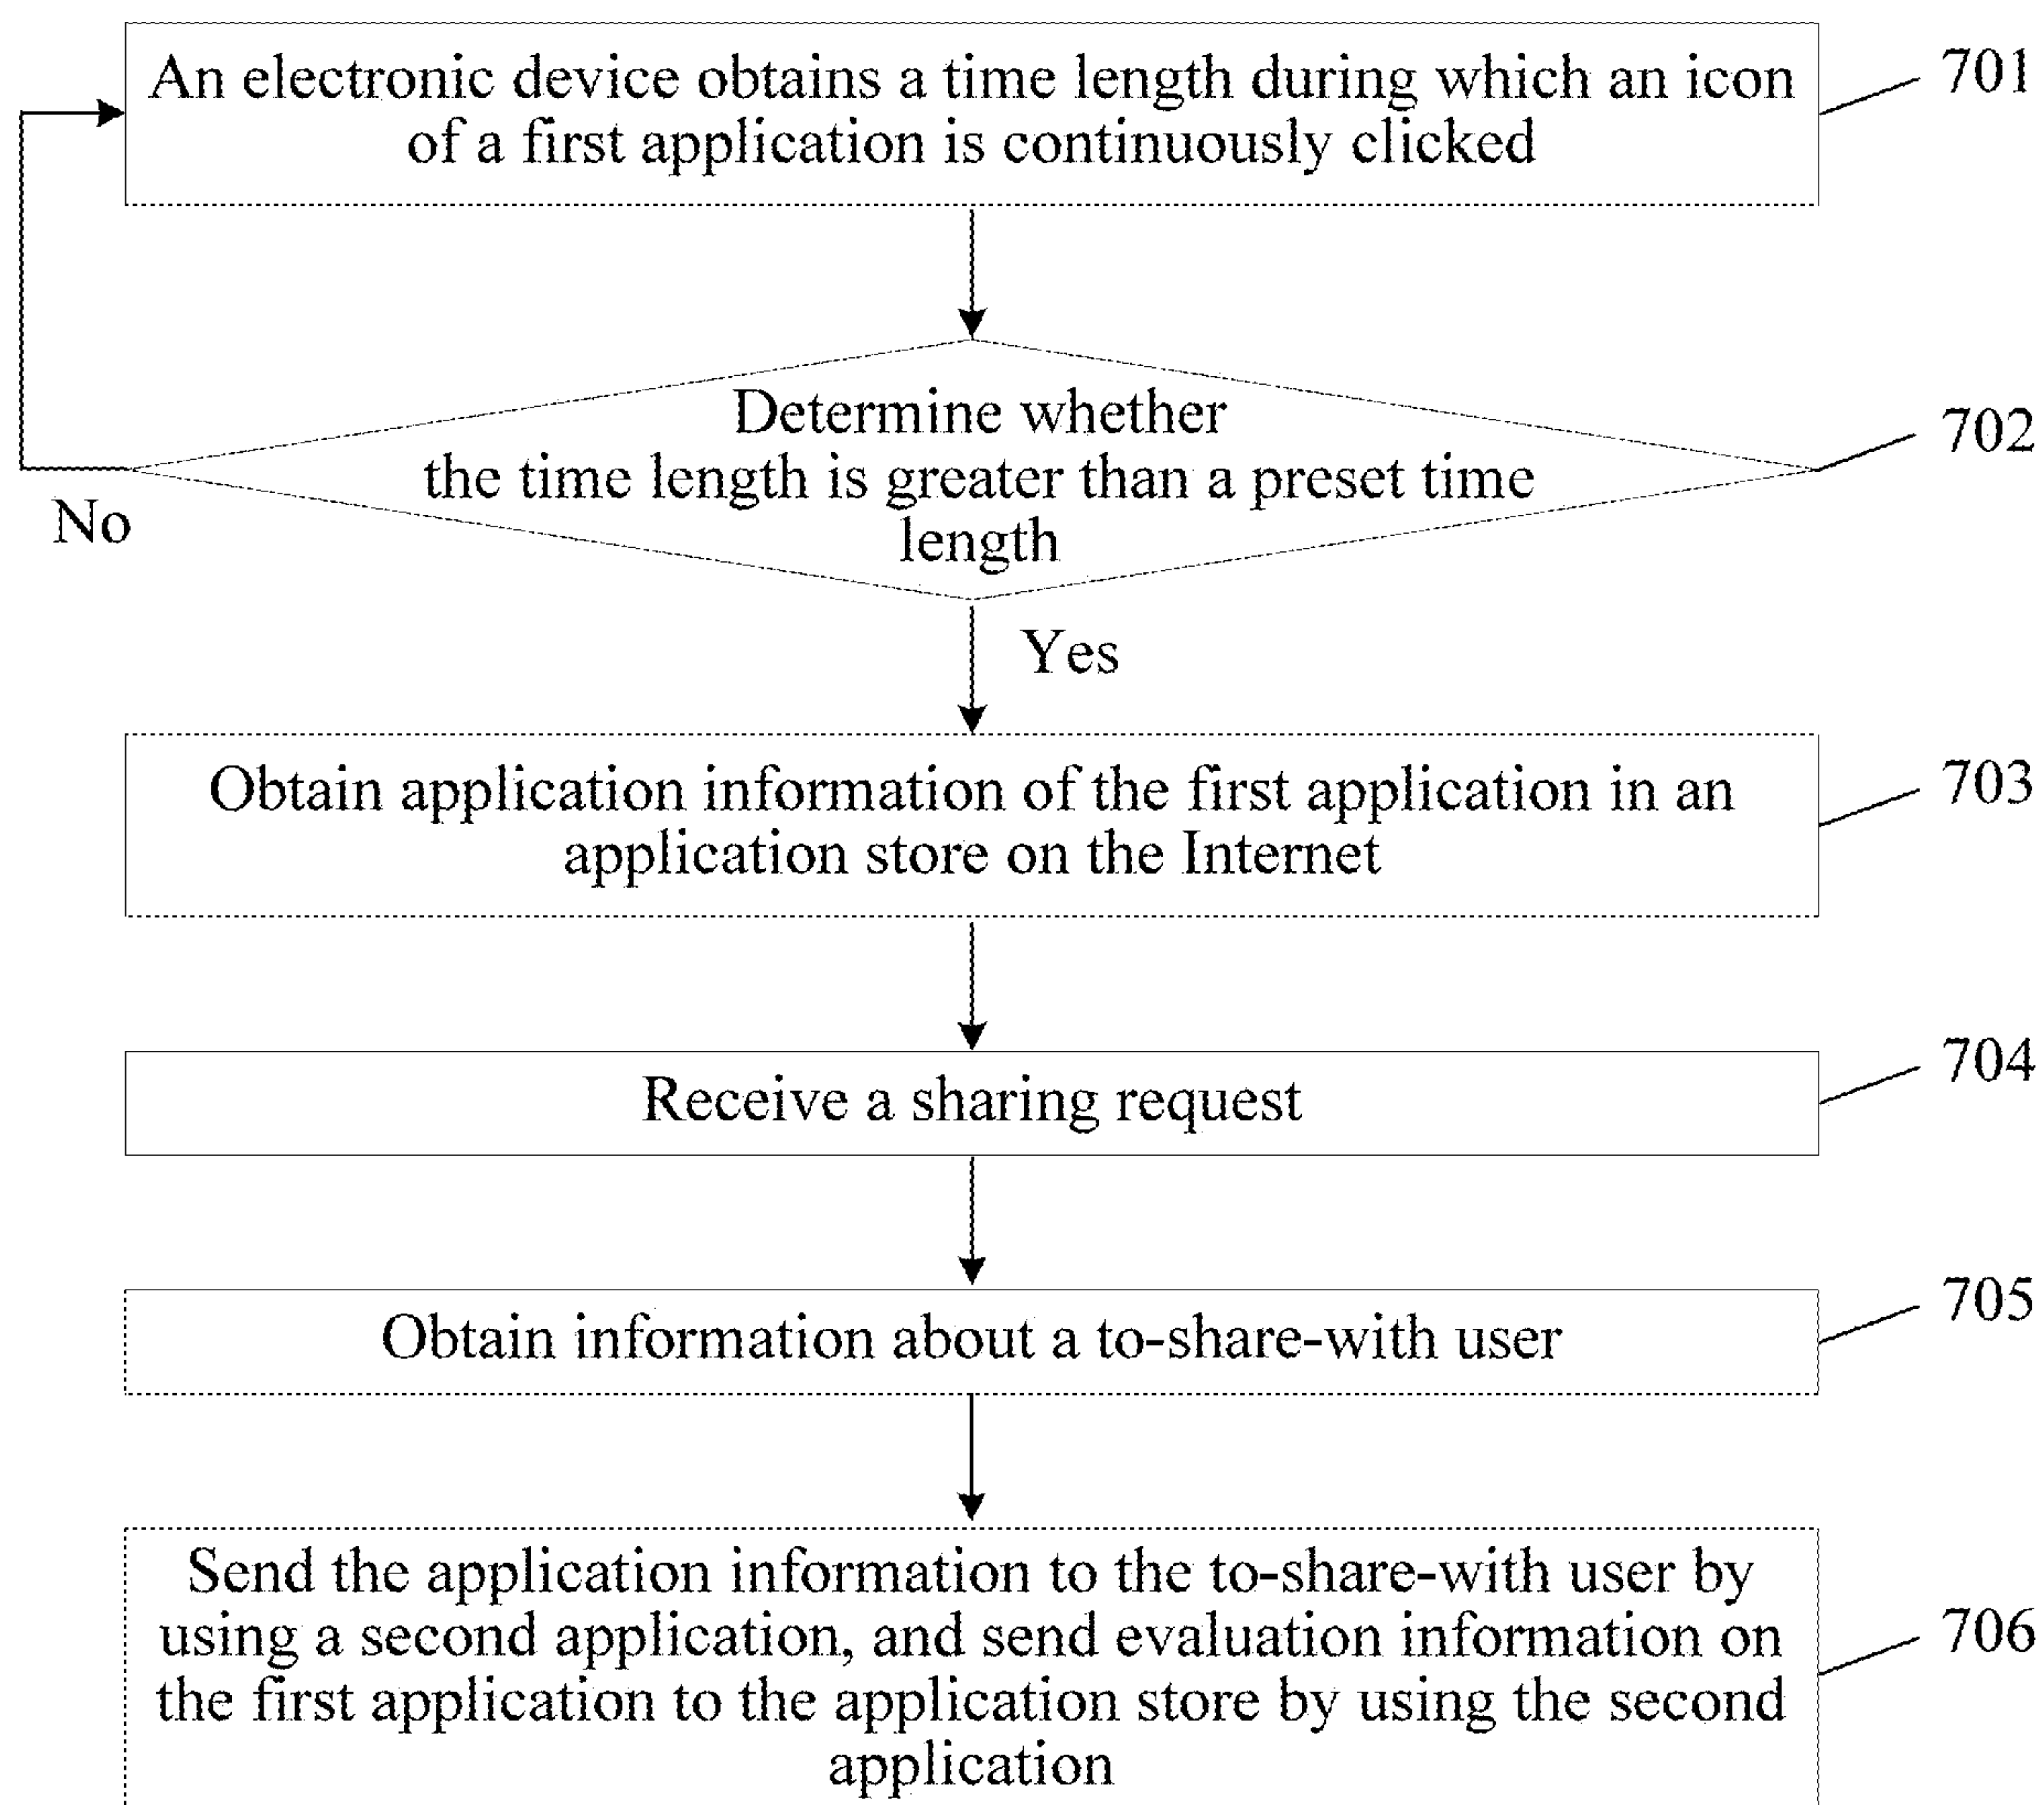 An electronic device obtains a time length during which an icon
of a first application is continuously clicked
701
Determine whether
the time length is greater than a preset time
length
702
No
Yes
Obtain application information of the first application in an
application store on the Internet
703
Receive a sharing request
704
Obtain information about a to-share-with user
705
Send the application information to the to-share-with user by
using a second application, and send evaluation information on
the first application to the application store by using the second
application
706